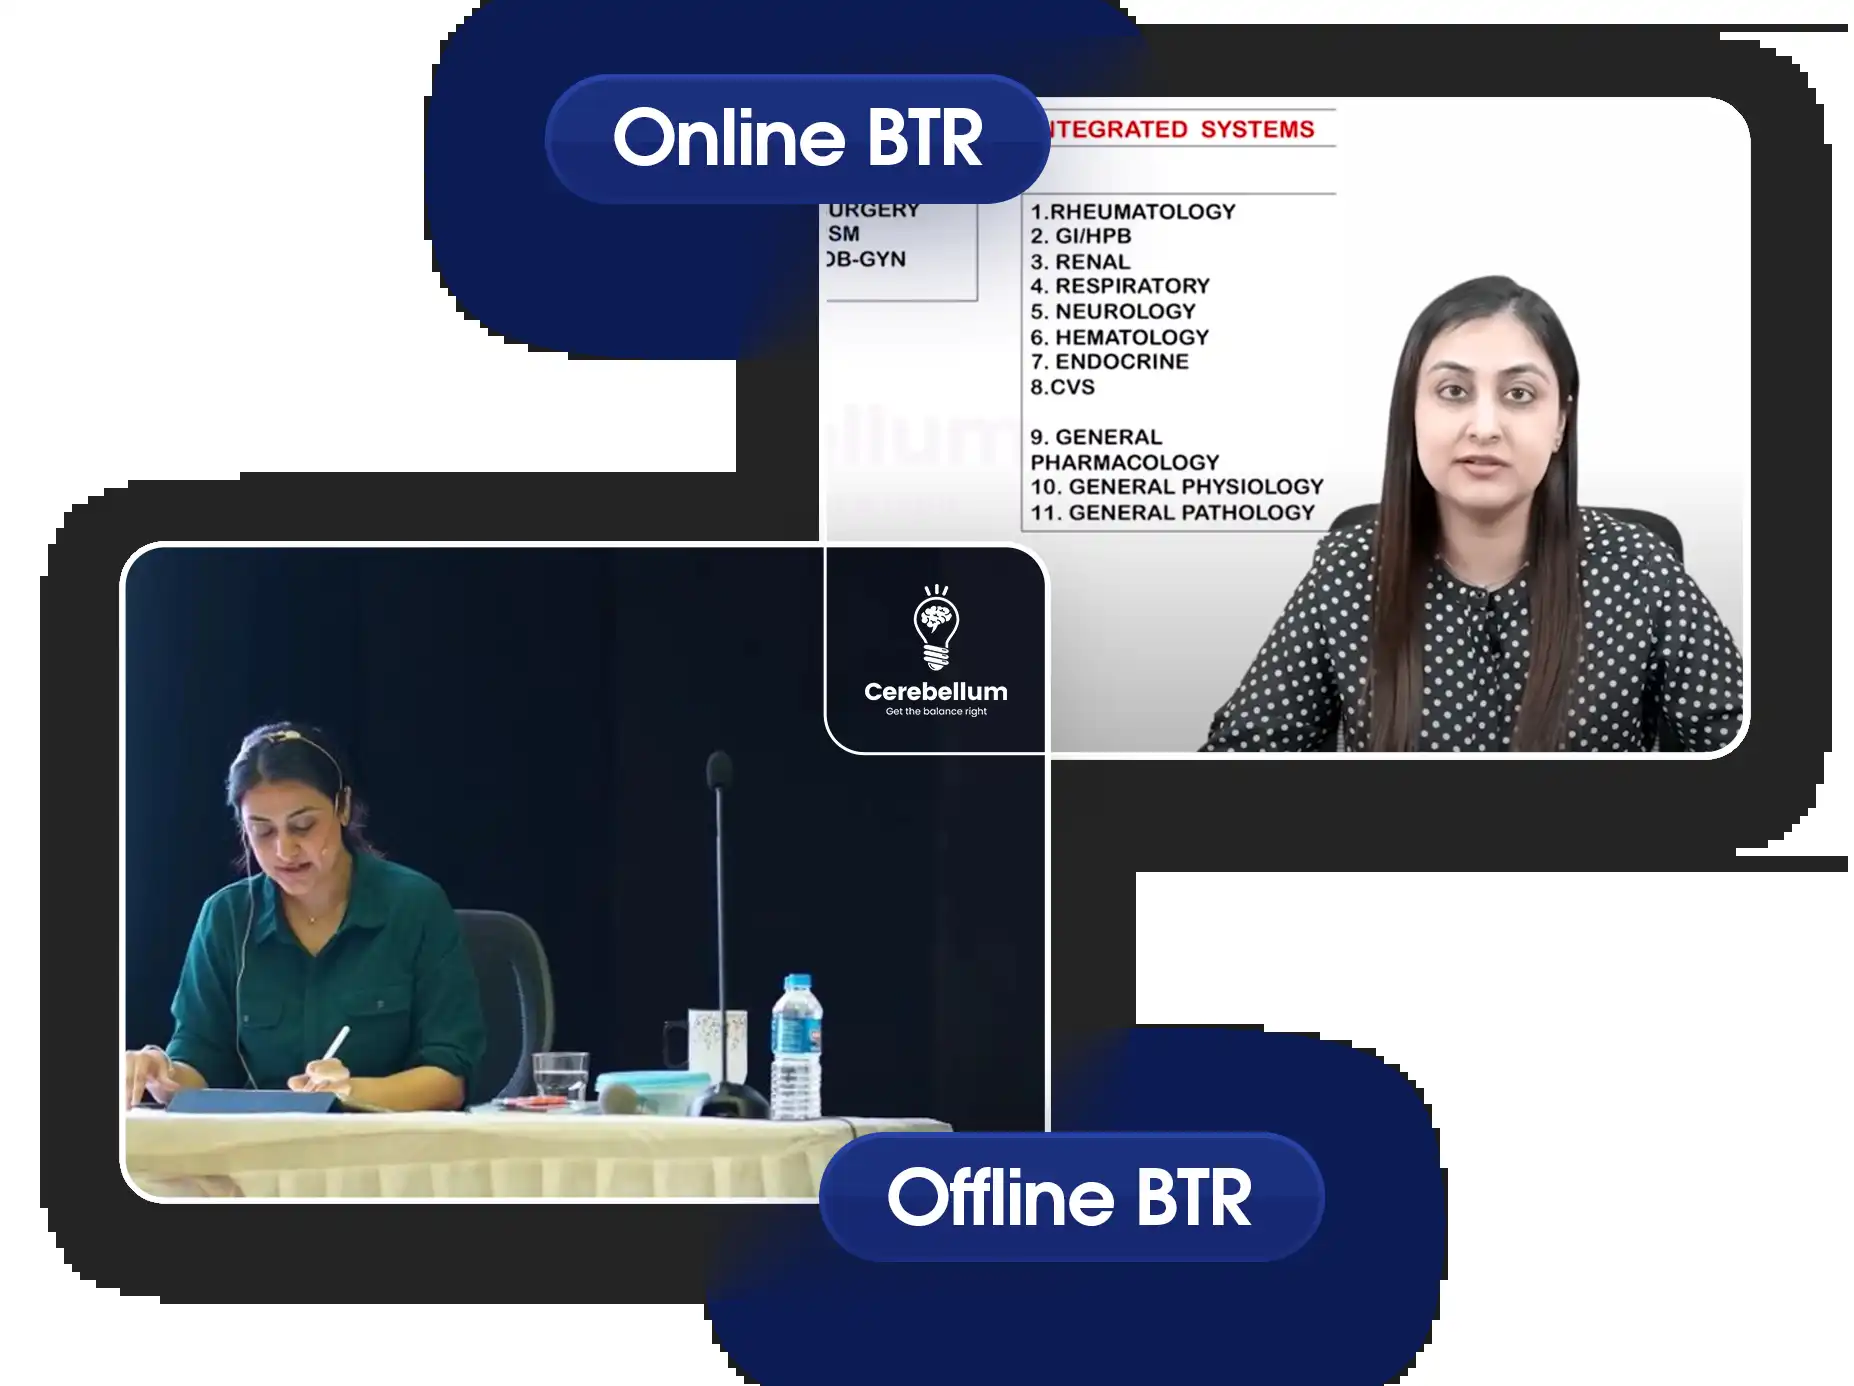 Online BTR
NTEGRATED SYSTEMS
URGERY
SM
OB-GYN
1.RHEUMATOLOGY
2. GI/HPB
3. RENAL
4. RESPIRATORY
5. NEUROLOGY
6. HEMATOLOGY
7. ENDOCRINE
8.CVS
9. GENERAL
PHARMACOLOGY
10. GENERAL PHYSIOLOGY
11. GENERAL PATHOLOGY
llum
Cerebellum
Get the balance right
Offline BTR